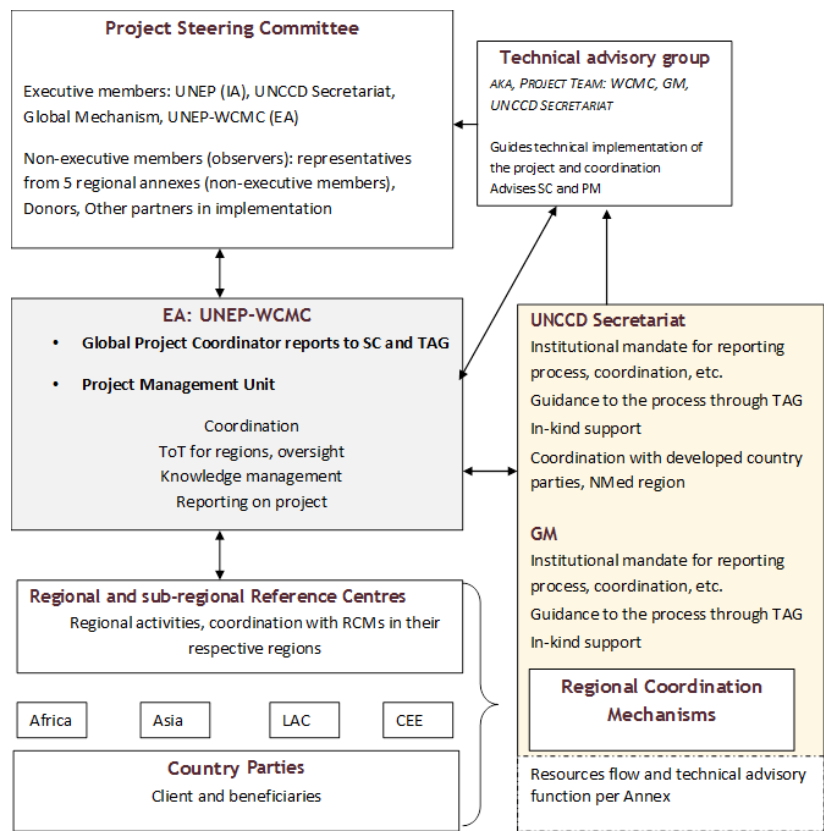 Project Steering Committee
Executive members: UNEP (IA), UNCCD Secretariat,
Global Mechanism, UNEP-WCMC (EA)
Non-executive members (observers): representatives
from 5 regional annexes (non-executive members),
Donors, Other partners in implementation
Technical advisory group
AKA, PROJECT TEAM: WCMC, GM,
UNCCD SECRETARIAT
Guides technical implementation of
the project and coordination
Advises SC and PM
EA: UNEP-WCMC
• Global Project Coordinator reports to SC and TAG
• Project Management Unit
Coordination
ToT for regions, oversight
Knowledge management
Reporting on project
UNCCD Secretariat
Institutional mandate for reporting
process, coordination, etc.
Guidance to the process through TAG
In-kind support
Coordination with developed country
parties, NMed region
GM
Institutional mandate for reporting
process, coordination, etc.
Guidance to the process through TAG
In-kind support
Regional Coordination
Mechanisms
Resources flow and technical advisory
function per Annex
Regional and sub-regional Reference Centres
Regional activities, coordination with RCMs in their
respective regions
Africa
Asia
LAC
CEE
Country Parties
Client and beneficiaries